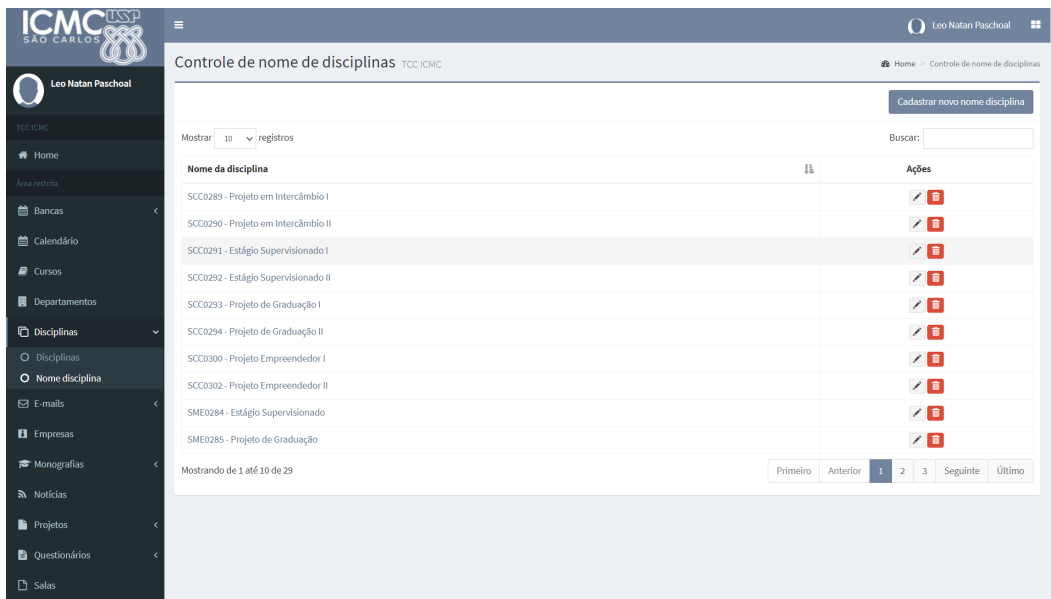 ICMC USP
SÃO CARLOS
Leo Natan Paschoal
Controle de nome de disciplinas TCC ICMC
Home > Controle de nome de disciplinas
Leo Natan Paschoal
TCC ICMC
Home
Área restrita
Bancas
Calendário
Cursos
Departamentos
Disciplinas
Disciplinas
Nome disciplina
E-mails
Empresas
Monografias
Notícias
Projetos
Questionários
Salas
Cadastrar novo nome disciplina
Mostrar 10 registros
Buscar:
Nome da disciplina Ações
SCC0289 - Projeto em Intercâmbio I
SCC0290 - Projeto em Intercâmbio II
SCC0291 - Estágio Supervisionado I
SCC0292 - Estágio Supervisionado II
SCC0293 - Projeto de Graduação I
SCC0294 - Projeto de Graduação II
SCC0300 - Projeto Empreendedor I
SCC0302 - Projeto Empreendedor II
SME0284 - Estágio Supervisionado
SME0285 - Projeto de Graduação
Mostrando de 1 até 10 de 29
Primeiro Anterior 1 2 3 Seguinte Último